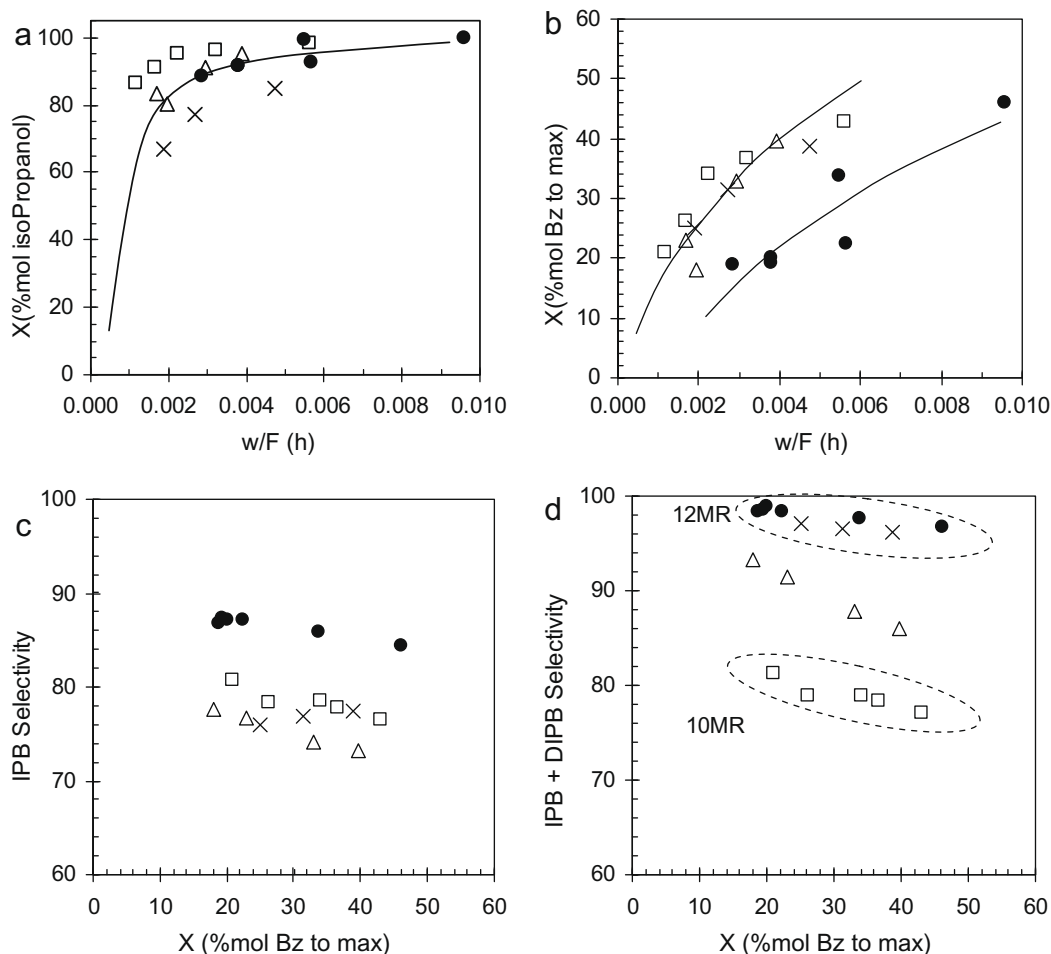 a
100
80
60
40
20
0
X(%mol isoPropanol)
0.000 0.002 0.004 0.006 0.008 0.010
w/F (h)
b
60
50
40
30
20
10
0
X(%mol Bz to max)
0.000 0.002 0.004 0.006 0.008 0.010
w/F (h)
c
100
90
80
70
60
IPB Selectivity
0 10 20 30 40 50 60
X (%mol Bz to max)
d
100
90
80
70
60
IPB + DIPB Selectivity
12MR
10MR
0 10 20 30 40 50 60
X (%mol Bz to max)